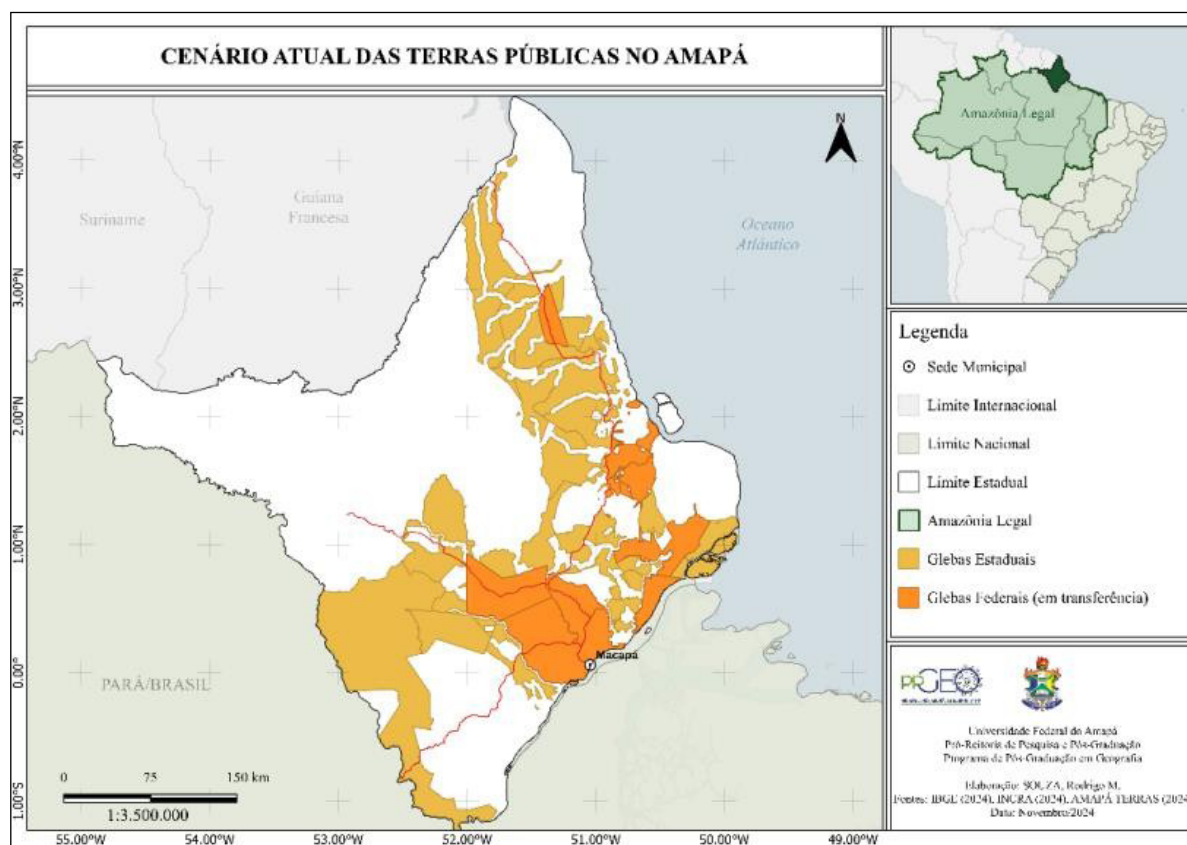 CENÁRIO ATUAL DAS TERRAS PÚBLICAS NO AMAPÁ
Amazônia Legal
N
Suriname
Guiana
Francesa
Oceano
Atlântico
4.00°N
3.00°N
2.00°N
1.00°N
0.00°
1.00°S
Macapá
PARÁ/BRASIL
0 75 150 km
1:3.500.000
55.00°W 54.00°W 53.00°W 52.00°W 51.00°W 50.00°W 49.00°W
Legenda
Sede Municipal
Limite Internacional
Limite Nacional
Limite Estadual
Amazônia Legal
Glebas Estaduais
Glebas Federais (em transferência)
PPGEO
Universidade Federal do Amapá
Pró-Reitoria de Pesquisa e Pós-Graduação
Programa de Pós-Graduação em Geografia
Elaboração: SOUZA, Rodrigo M.
Fontes: IBGE (2024), INCRA (2024), AMAPÁ TERRAS (2024
Data: Novembro/2024